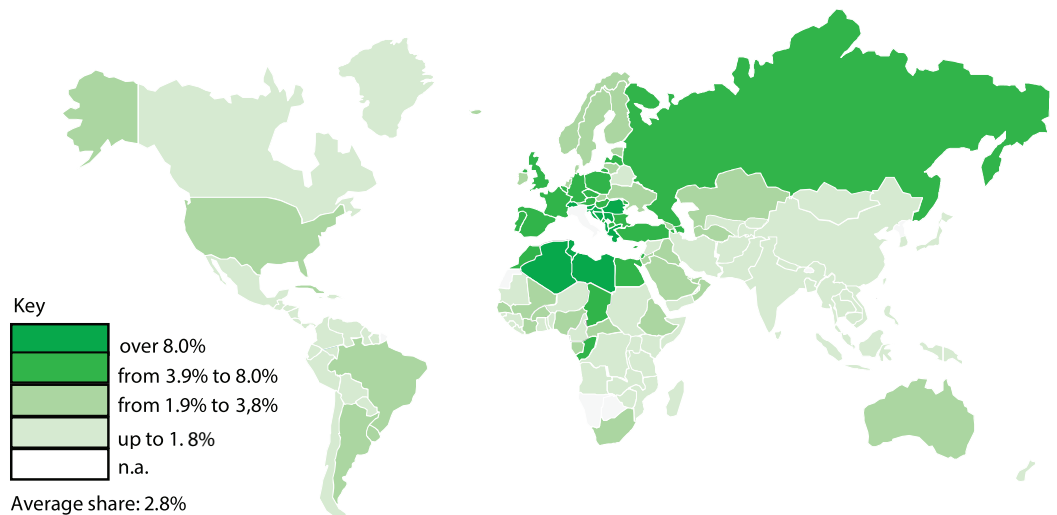 Key
over 8.0%
from 3.9% to 8.0%
from 1.9% to 3,8%
up to 1. 8%
n.a.
Average share: 2.8%